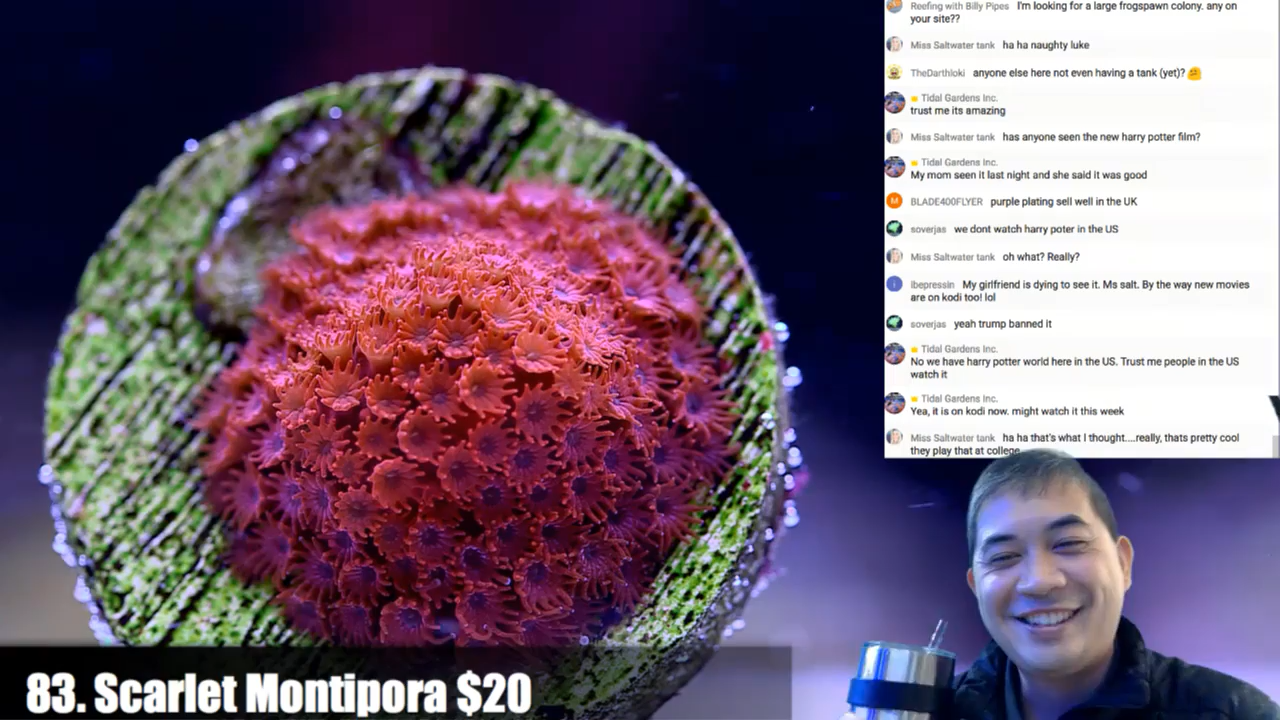 Reefing with Billy Pipes I'm looking for a large frogspawn colony. any on
your site??
Miss Saltwater tank ha ha naughty luke
TheDarthloki anyone else here not even having a tank (yet)? 🤗
Tidal Gardens Inc.
trust me its amazing
Miss Saltwater tank has anyone seen the new harry potter film?
Tidal Gardens Inc.
My mom seen it last night and she said it was good
M BLADE400FLYER purple plating sell well in the UK
soverjas we dont watch harry poter in the US
Miss Saltwater tank oh what? Really?
Ibepressin My girlfriend is dying to see it. Ms salt. By the way new movies
are on kodi too! lol
soverjas yeah trump banned it
Tidal Gardens Inc.
No we have harry potter world here in the US. Trust me people in the US
watch it
Tidal Gardens Inc.
Yea, it is on kodi now. might watch it this week
Miss Saltwater tank ha ha that's what I thought....really, thats pretty cool
they play that at college
83. Scarlet Montipora $20